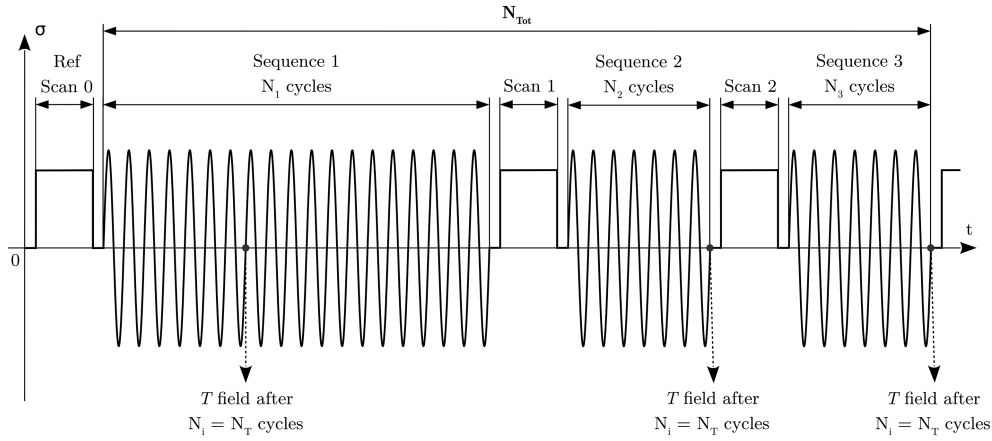 N_Tot
σ
Ref
Scan 0
Sequence 1
N_1 cycles
Scan 1
Sequence 2
N_2 cycles
Scan 2
Sequence 3
N_3 cycles
t
0
T field after
N_i = N_T cycles
T field after
N_i = N_T cycles
T field after
N_i = N_T cycles